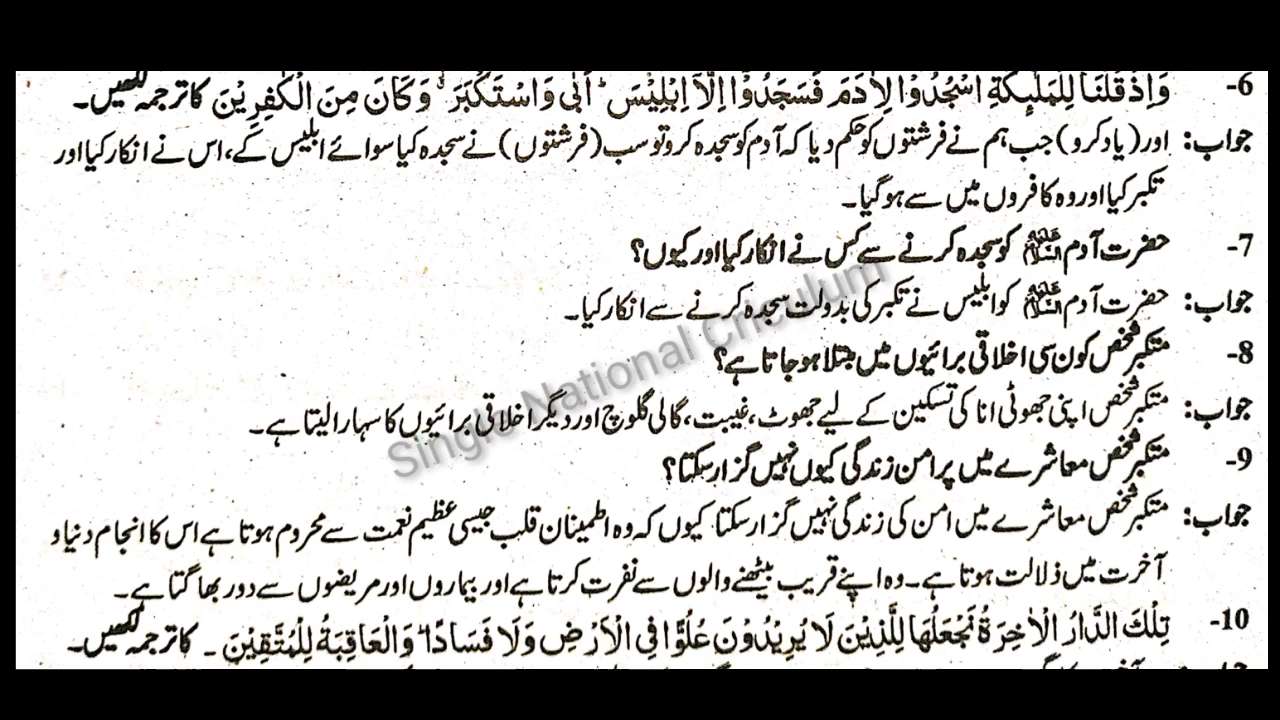 6- وَاِذْ قُلْنَا لِلْمَلٰٓئِكَةِ اسْجُدُوْا لِاٰدَمَ فَسَجَدُوْٓا اِلَّآ اِبْلِيْسَ ؕ اَبٰى وَاسْتَكْبَرَ ٭ۗ وَكَانَ مِنَ الْكٰفِرِيْنَ کا ترجمہ لکھیں۔
جواب: اور (یاد کرو) جب ہم نے فرشتوں کو حکم دیا کہ آدم کو سجدہ کرو تو سب (فرشتوں) نے سجدہ کیا سوائے ابلیس کے، اس نے انکار کیا اور
تکبر کیا اور وہ کافروں میں سے ہو گیا۔
7- حضرت آدم علیہ السلام کو سجدہ کرنے سے کس نے انکار کیا اور کیوں؟
جواب: حضرت آدم علیہ السلام کو ابلیس نے تکبر کی بدولت سجدہ کرنے سے انکار کیا۔
8- متکبر شخص کون سی اخلاقی برائیوں میں مبتلا ہو جاتا ہے؟
جواب: متکبر شخص اپنی جھوٹی انا کی تسکین کے لیے جھوٹ، غیبت، گالی گلوچ اور دیگر اخلاقی برائیوں کا سہارا لیتا ہے۔
9- متکبر شخص معاشرے میں پر امن زندگی کیوں نہیں گزار سکتا؟
جواب: متکبر شخص معاشرے میں امن کی زندگی نہیں گزار سکتا کیوں کہ وہ اطمینان قلب جیسی عظیم نعمت سے محروم ہوتا ہے اس کا انجام دنیا و
آخرت میں ذلالت ہوتا ہے۔ وہ اپنے قریب بیٹھنے والوں سے نفرت کرتا ہے اور بیماروں اور مریضوں سے دور بھاگتا ہے۔
10- تِلْكَ الدَّارُ الْاٰخِرَةُ نَجْعَلُهَا لِلَّذِيْنَ لَا يُرِيْدُوْنَ عُلُوًّا فِى الْاَرْضِ وَلَا فَسَادًا ؕ وَالْعَاقِبَةُ لِلْمُتَّقِيْنَ ۔ کا ترجمہ لکھیں۔
Single National Criculum